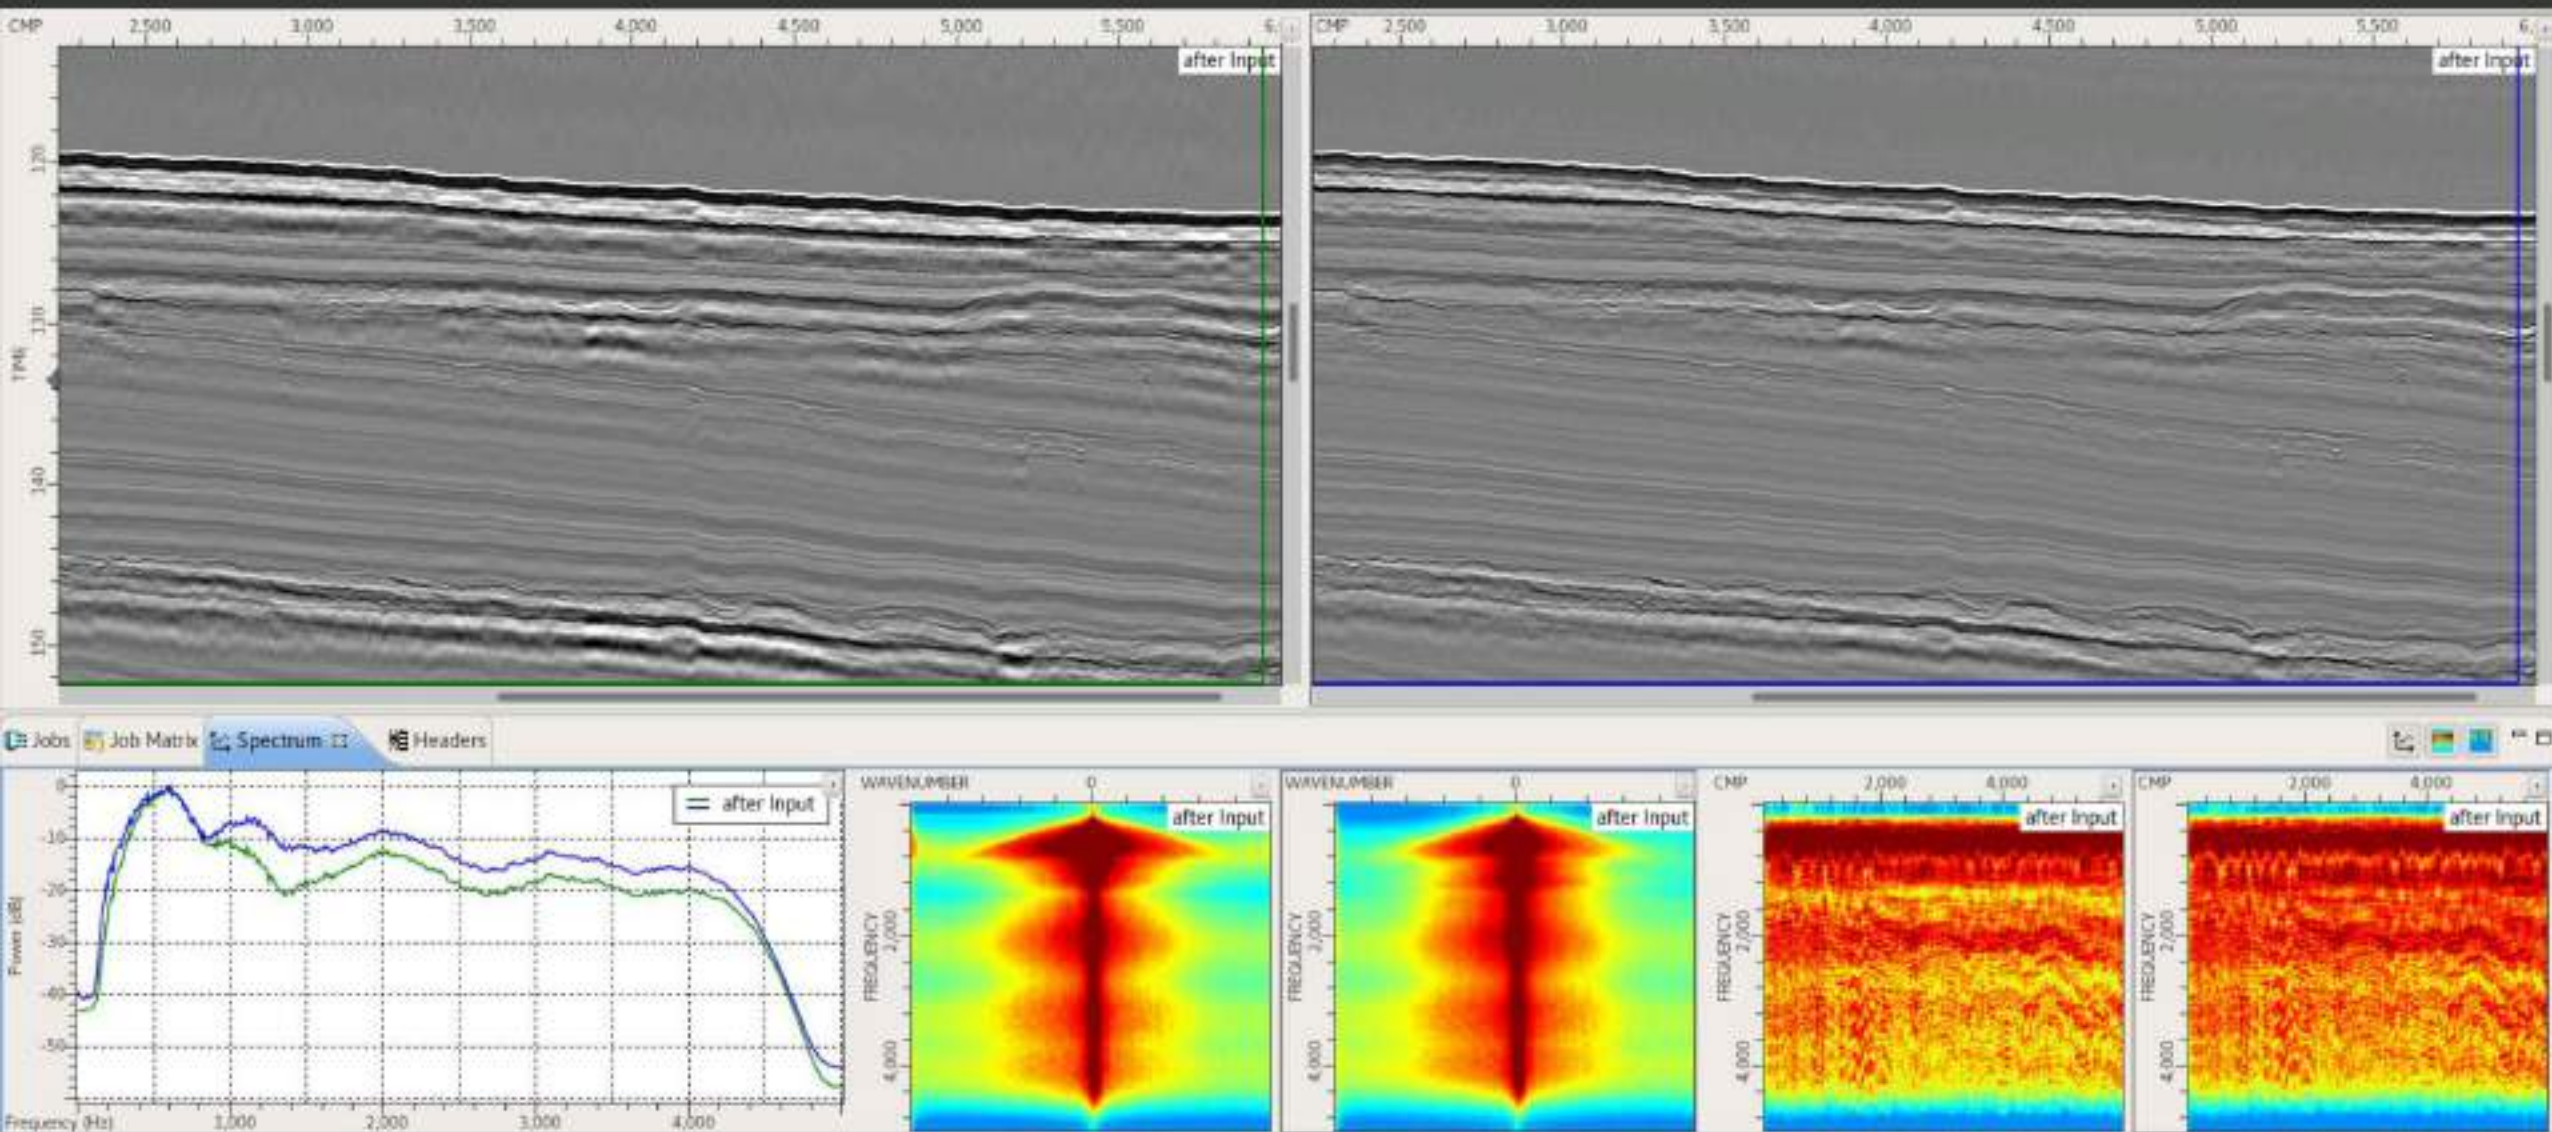 CMP 2,500 3,000 3,500 4,000 4,500 5,000 5,500
CMP 2,500 3,000 3,500 4,000 4,500 5,000 5,500
after Input
after Input
120
130
140
150
TIME
Jobs Job Matrix Spectrum Headers
0
-10
-20
-30
-40
-50
Power (dB)
after Input
Frequency (Hz) 1,000 2,000 3,000 4,000
WAVENUMBER 0
after Input
FREQUENCY
2,000
4,000
WAVENUMBER 0
after Input
FREQUENCY
2,000
4,000
CMP 2,000 4,000
after Input
FREQUENCY
2,000
4,000
CMP 2,000 4,000
after Input
FREQUENCY
2,000
4,000